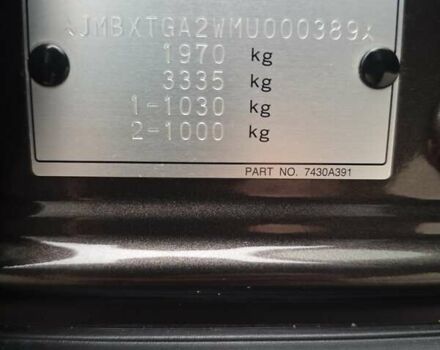 JMBXTGA2WMU000389
1970 kg
3335 kg
1-1030 kg
2-1000 kg
PART NO. 7430A391